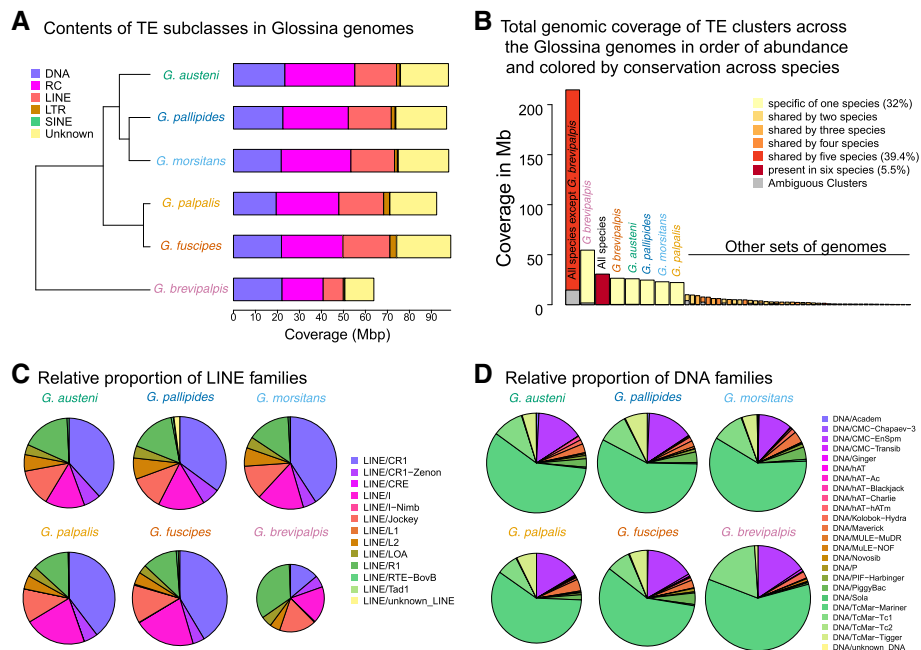 A Contents of TE subclasses in Glossina genomes
DNA
RC
LINE
LTR
SINE
Unknown
G. austeni
G. pallipides
G. morsitans
G. palpalis
G. fuscipes
G. brevipalpis
0 10 20 30 40 50 60 70 80 90
Coverage (Mbp)
B Total genomic coverage of TE clusters across
the Glossina genomes in order of abundance
and colored by conservation across species
Coverage in Mb
200
150
100
50
0
All species except G. brevipalpis
G brevipalpis
All species
G brevipalpis
G. austeni
G. pallipides
G. morsitans
G. palpalis
specific of one species (32%)
shared by two species
shared by three species
shared by four species
shared by five species (39.4%)
present in six species (5.5%)
Ambiguous Clusters
Other sets of genomes
C Relative proportion of LINE families
G. austeni
G. pallipides
G. morsitans
G. palpalis
G. fuscipes
G. brevipalpis
LINE/CR1
LINE/CR1−Zenon
LINE/CRE
LINE/I
LINE/I−Nimb
LINE/Jockey
LINE/L1
LINE/L2
LINE/LOA
LINE/R1
LINE/RTE−BovB
LINE/Tad1
LINE/unknown_LINE
D Relative proportion of DNA families
G. austeni
G. pallipides
G. morsitans
G. palpalis
G. fuscipes
G. brevipalpis
DNA/Academ
DNA/CMC−Chapaev−3
DNA/CMC−EnSpm
DNA/CMC−Transib
DNA/Ginger
DNA/hAT
DNA/hAT−Ac
DNA/hAT−Blackjack
DNA/hAT−Charlie
DNA/hAT−hATm
DNA/Kolobok−Hydra
DNA/Maverick
DNA/MULE−MuDR
DNA/MuLE−NOF
DNA/Novosib
DNA/P
DNA/PIF−Harbinger
DNA/PiggyBac
DNA/Sola
DNA/TcMar−Mariner
DNA/TcMar−Tc1
DNA/TcMar−Tc2
DNA/TcMar−Tigger
DNA/unknown_DNA